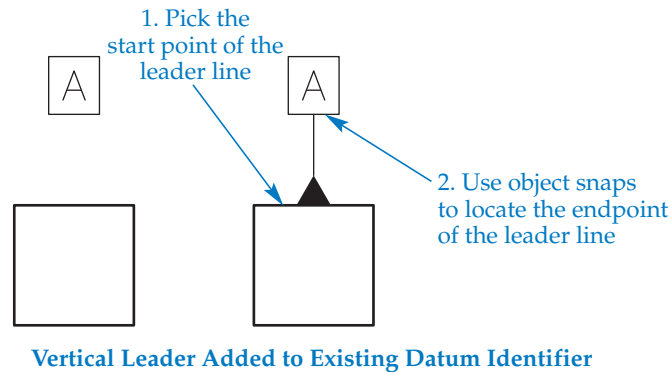 1. Pick the
start point of the
leader line
A
A
2. Use object snaps
to locate the endpoint
of the leader line
Vertical Leader Added to Existing Datum Identifier